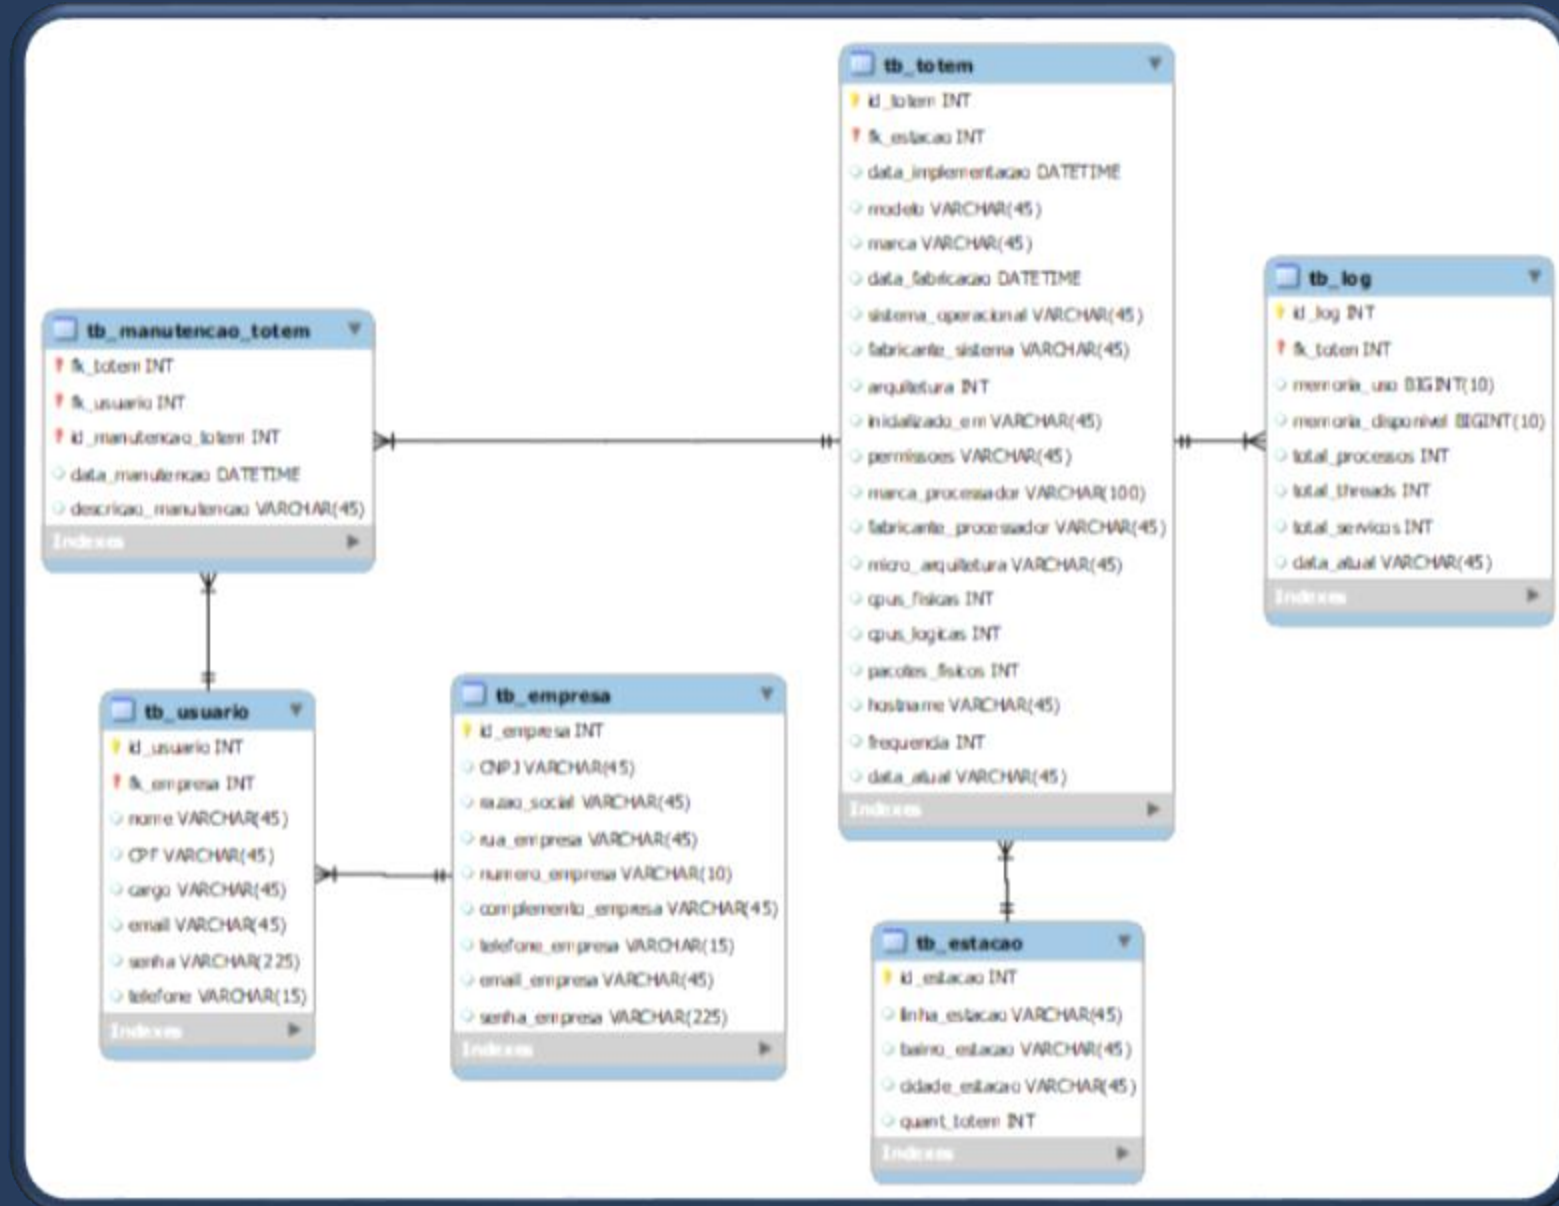 tb_manutencao_totem
fk_totem INT
fk_usuario INT
id_manutencao_totem INT
data_manutencao DATETIME
descricao_manutencao VARCHAR(45)
Indexes
tb_usuario
id_usuario INT
fk_empresa INT
nome VARCHAR(45)
CPF VARCHAR(45)
cargo VARCHAR(45)
email VARCHAR(45)
senha VARCHAR(225)
telefone VARCHAR(15)
Indexes
tb_empresa
id_empresa INT
CNPJ VARCHAR(45)
razao_social VARCHAR(45)
rua_empresa VARCHAR(45)
numero_empresa VARCHAR(10)
complemento_empresa VARCHAR(45)
telefone_empresa VARCHAR(15)
email_empresa VARCHAR(45)
senha_empresa VARCHAR(225)
Indexes
tb_totem
id_totem INT
fk_estacao INT
data_implementacao DATETIME
modelo VARCHAR(45)
marca VARCHAR(45)
data_fabricacao DATETIME
sistema_operacional VARCHAR(45)
fabricante_sistema VARCHAR(45)
arquitetura INT
inicializado_em VARCHAR(45)
permissoes VARCHAR(45)
marca_processador VARCHAR(100)
fabricante_processador VARCHAR(45)
micro_arquitetura VARCHAR(45)
cpus_fisicas INT
cpus_logicas INT
pacotes_fisicos INT
hostname VARCHAR(45)
frequencia INT
data_atual VARCHAR(45)
Indexes
tb_log
id_log INT
fk_totem INT
memoria_uso BIGINT(10)
memoria_disponivel BIGINT(10)
total_processos INT
total_threads INT
total_servicos INT
data_atual VARCHAR(45)
Indexes
tb_estacao
id_estacao INT
linha_estacao VARCHAR(45)
bairro_estacao VARCHAR(45)
cidade_estacao VARCHAR(45)
quant_totem INT
Indexes